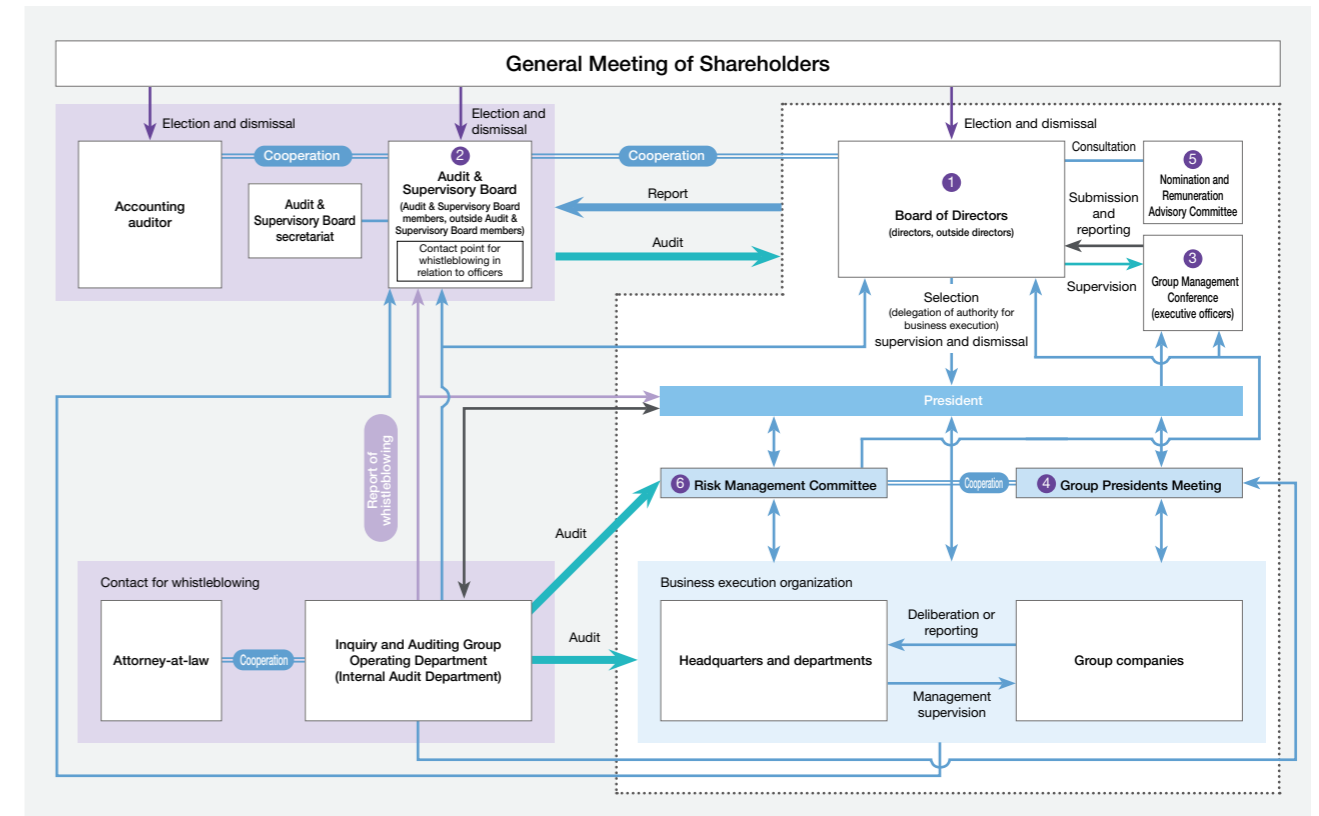 General Meeting of Shareholders
Election and dismissal
Election and
dismissal
Election and dismissal
Accounting
auditor
Cooperation
2
Audit &
Supervisory Board
(Audit & Supervisory Board
members, outside Audit &
Supervisory Board members)
Contact point for
whistleblowing in
relation to officers
Audit &
Supervisory Board
secretariat
Cooperation
Report
Audit
1
Board of Directors
(directors, outside directors)
Consultation
5
Nomination and
Remuneration
Advisory Committee
Submission
and
reporting
3
Group Management
Conference
(executive officers)
Supervision
Selection
(delegation of authority for
business execution)
supervision and dismissal
President
Report of
whistleblowing
6 Risk Management Committee
Cooperation
4 Group Presidents Meeting
Audit
Contact for whistleblowing
Attorney-at-law
Cooperation
Inquiry and Auditing Group
Operating Department
(Internal Audit Department)
Audit
Business execution organization
Headquarters and departments
Deliberation or
reporting
Management
supervision
Group companies